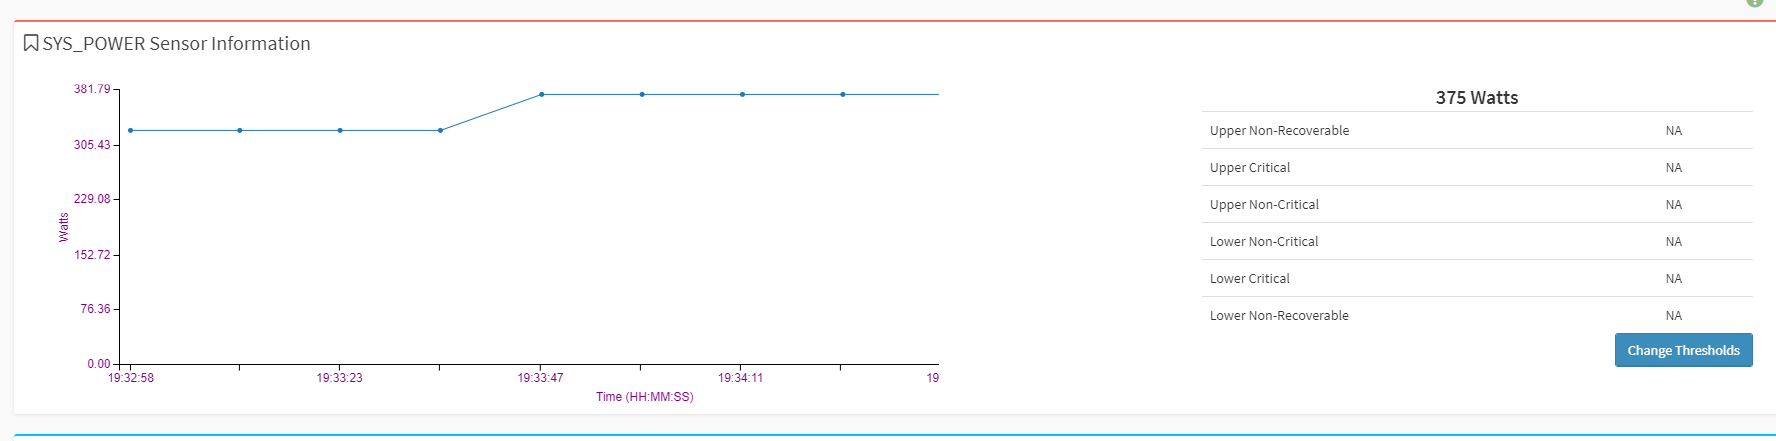 SYS_POWER Sensor Information
381.79
305.43
229.08
152.72
76.36
0.00
Watts
19:32:58 19:33:23 19:33:47 19:34:11 19
Time (HH:MM:SS)
375 Watts
Upper Non-Recoverable NA
Upper Critical NA
Upper Non-Critical NA
Lower Non-Critical NA
Lower Critical NA
Lower Non-Recoverable NA
Change Thresholds